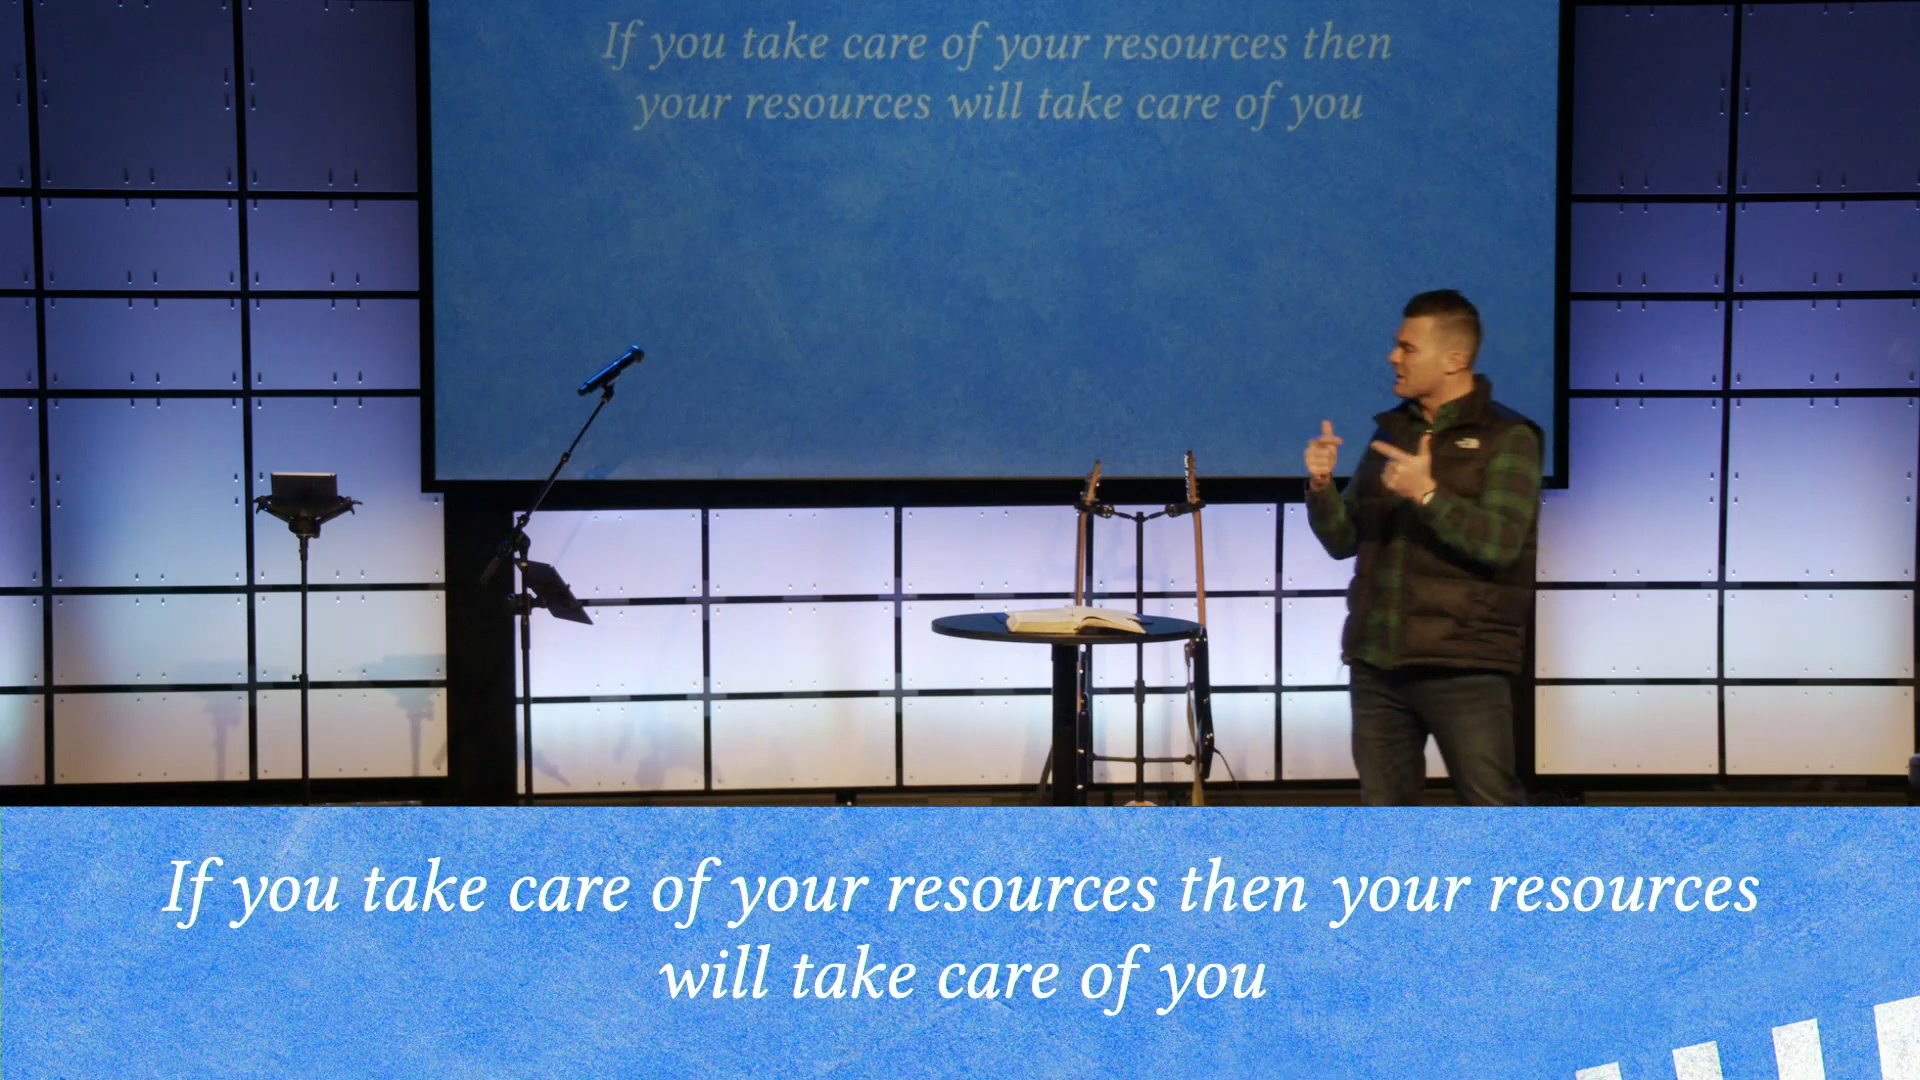 If you take care of your resources then
your resources will take care of you
If you take care of your resources then your resources
will take care of you